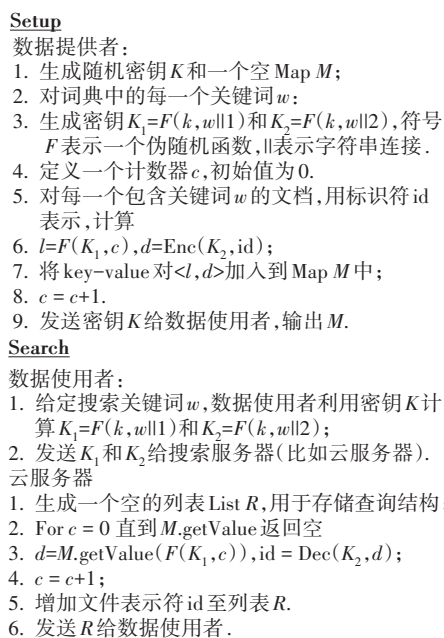 Setup
数据提供者：
1. 生成随机密钥K和一个空 Map M；
2. 对词典中的每一个关键词w：
3. 生成密钥K₁=F(k,w||1)和K₂=F(k,w||2),符号
F表示一个伪随机函数,||表示字符串连接.
4. 定义一个计数器c,初始值为0.
5. 对每一个包含关键词w的文档,用标识符id
表示,计算
6. l=F(K₁,c),d=Enc(K₂,id)；
7. 将key-value对<l,d>加入到Map M中；
8. c = c+1.
9. 发送密钥K给数据使用者,输出M.
Search
数据使用者：
1. 给定搜索关键词w,数据使用者利用密钥K计
算K₁=F(k,w||1)和K₂=F(k,w||2)；
2. 发送K₁和K₂给搜索服务器(比如云服务器).
云服务器
1. 生成一个空的列表List R,用于存储查询结构
2. For c = 0 直到M.getValue返回空
3. d=M.getValue(F(K₁,c)),id = Dec(K₂,d)；
4. c = c+1；
5. 增加文件表示符id至列表R.
6. 发送R给数据使用者.